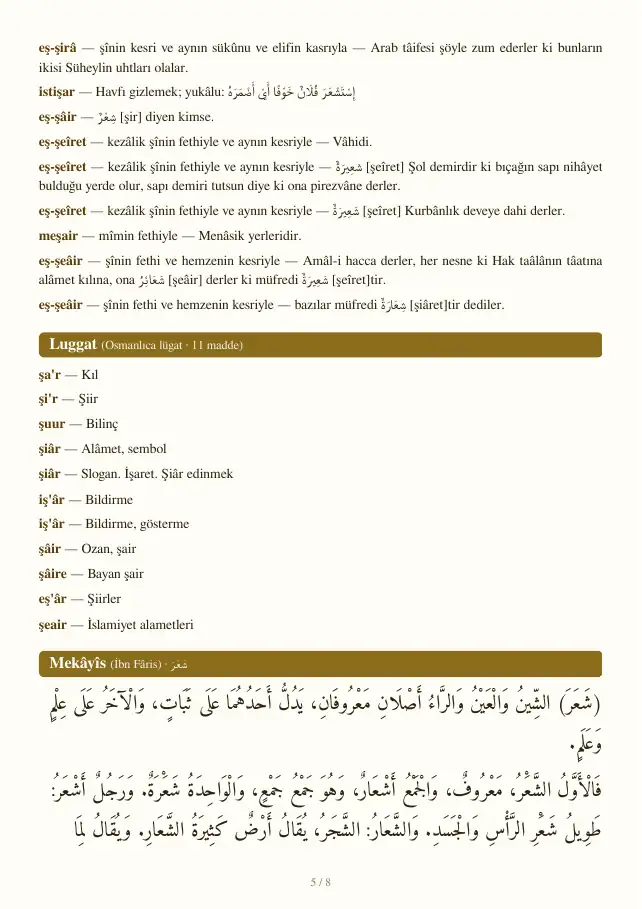 eş-şirâ — şînin kesri ve aynın sükûnu ve elifin kasrıyla — Arab tâifesi şöyle zum ederler ki bunların
ikisi Süheylin uhtları olalar.
istişar — Havfı gizlemek; yukâlu: إِسْتَشْعَرَ فُلَانٌ خَوْفًا أَيْ أَضْمَرَهُ
eş-şâir — شِعْرٌ [şir] diyen kimse.
eş-şeîret — kezâlik şînin fethiyle ve aynın kesriyle — Vâhidi.
eş-şeîret — kezâlik şînin fethiyle ve aynın kesriyle — شَعِيرَةٌ [şeîret] Şol demirdir ki bıçağın sapı nihâyet
bulduğu yerde olur, sapı demiri tutsun diye ki ona pirezvâne derler.
eş-şeîret — kezâlik şînin fethiyle ve aynın kesriyle — شَعِيرَةٌ [şeîret] Kurbânlık deveye dahi derler.
meşair — mîmin fethiyle — Menâsik yerleridir.
eş-şeâir — şînin fethi ve hemzenin kesriyle — Amâl-i hacca derler, her nesne ki Hak taâlânın tâatına
alâmet kılına, ona شَعَائِرُ [şeâir] derler ki müfredi شَعِيرَةٌ [şeîret]tir.
eş-şeâir — şînin fethi ve hemzenin kesriyle — bazılar müfredi شِعَارَةٌ [şiâret]tir dediler.
Luggat (Osmanlıca lügat · 11 madde)
şa'r — Kıl
şi'r — Şiir
şuur — Bilinç
şiâr — Alâmet, sembol
şiâr — Slogan. İşaret. Şiâr edinmek
iş'âr — Bildirme
iş'âr — Bildirme, gösterme
şâir — Ozan, şair
şâire — Bayan şair
eş'âr — Şiirler
şeair — İslamiyet alametleri
Mekâyîs (İbn Fâris) · شعر
(شَعَرَ) الشِّينُ وَالْعَيْنُ وَالرَّاءُ أَصْلَانِ مَعْرُوفَانِ، يَدُلُّ أَحَدُهُمَا عَلَى ثَبَاتٍ، وَالْآخَرُ عَلَى عِلْمٍ
وَعَلَمٍ.
فَالْأَوَّلُ الشَّعْرُ، مَعْرُوفٌ، وَالْجَمْعُ أَشْعَارٌ، وَهُوَ جَمْعُ جَمْعٍ، وَالْوَاحِدَةُ شَعْرَةٌ. وَرَجُلٌ أَشْعَرُ:
طَوِيلُ شَعْرِ الرَّأْسِ وَالْجَسَدِ. وَالشَّعَارُ: الشَّجَرُ، يُقَالُ أَرْضٌ كَثِيرَةُ الشَّعَارِ. وَيُقَالُ لِمَا
5 / 8